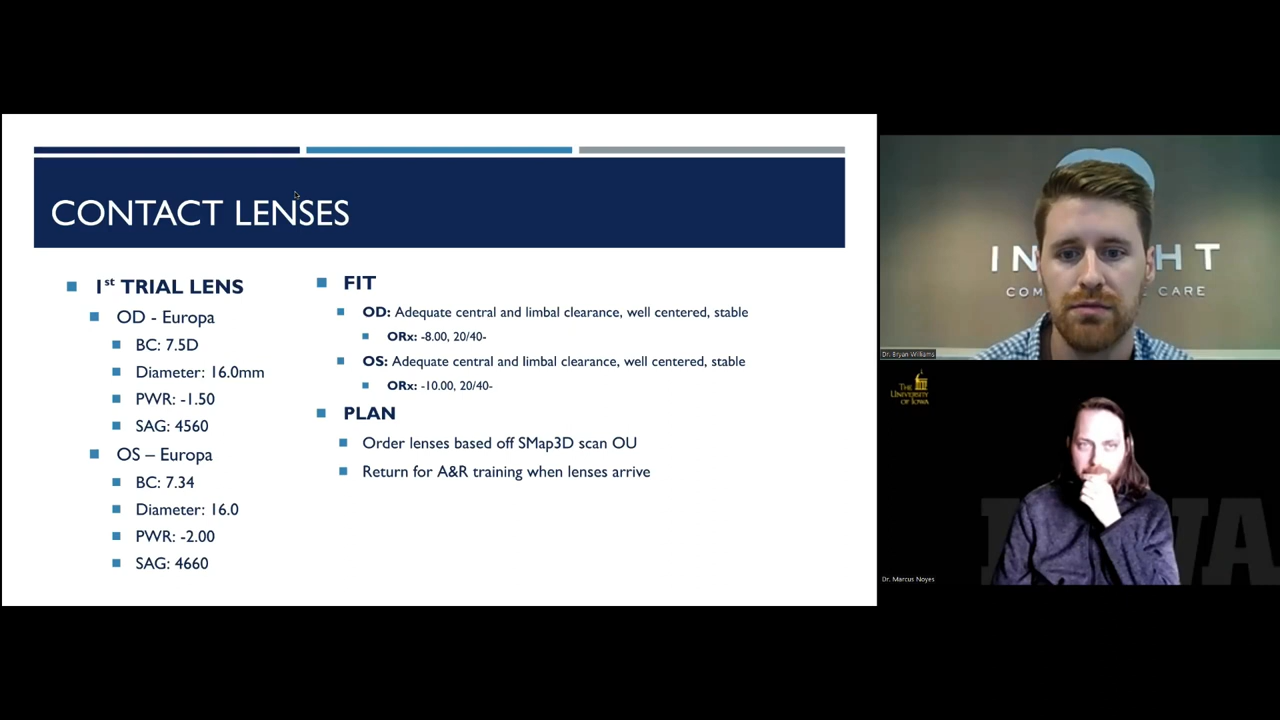 CONTACT LENSES
1st TRIAL LENS
OD - Europa
BC: 7.5D
Diameter: 16.0mm
PWR: -1.50
SAG: 4560
OS – Europa
BC: 7.34
Diameter: 16.0
PWR: -2.00
SAG: 4660
FIT
OD: Adequate central and limbal clearance, well centered, stable
ORx: -8.00, 20/40-
OS: Adequate central and limbal clearance, well centered, stable
ORx: -10.00, 20/40-
PLAN
Order lenses based off SMap3D scan OU
Return for A&R training when lenses arrive
IN HT
COM CARE
Dr. Bryan Williams
THE
UNIVERSITY
OF IOWA
Dr. Marcus Noyes